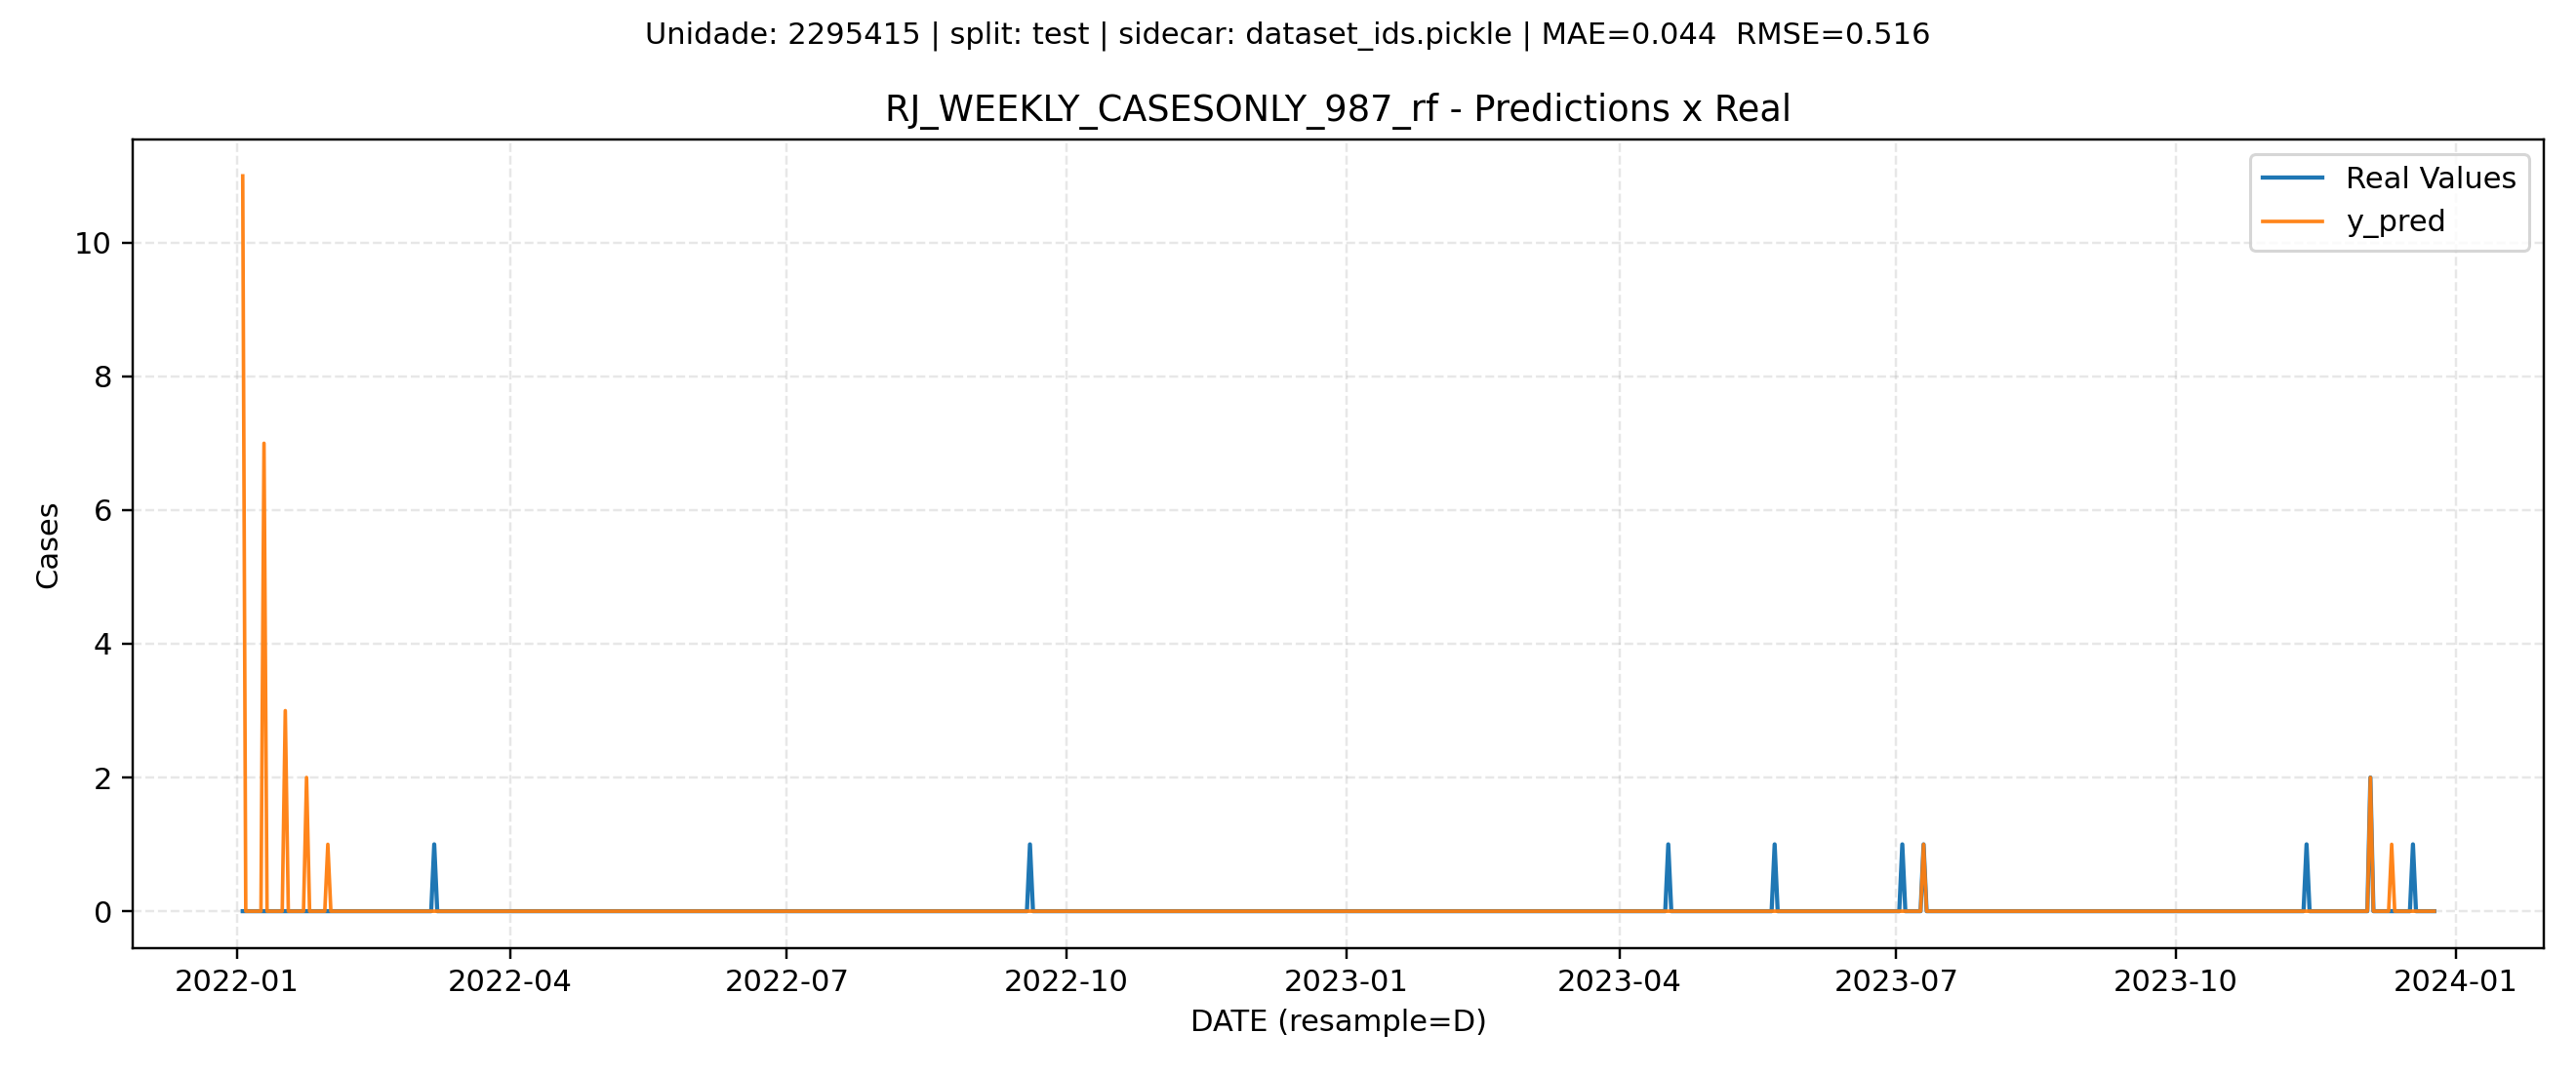 Unidade: 2295415 | split: test | sidecar: dataset_ids.pickle | MAE=0.044  RMSE=0.516
RJ_WEEKLY_CASESONLY_987_rf - Predictions x Real
Real Values
y_pred
10
8
6
4
2
0
Cases
2022-01
2022-04
2022-07
2022-10
2023-01
2023-04
2023-07
2023-10
2024-01
DATE (resample=D)